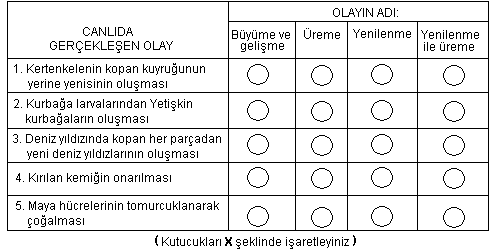 CANLIDA
GERÇEKLEŞEN OLAY
OLAYIN ADI:
Büyüme ve
gelişme
Üreme
Yenilenme
Yenilenme
ile üreme
1. Kertenkelenin kopan kuyruğunun
yerine yenisinin oluşması
2. Kurbağa larvalarından Yetişkin
kurbağaların oluşması
3. Deniz yıldızında kopan her parçadan
yeni deniz yıldızlarının oluşması
4. Kırılan kemiğin onarılması
5. Maya hücrelerinin tomurcuklanarak
çoğalması
( Kutucukları X şeklinde işaretleyiniz )